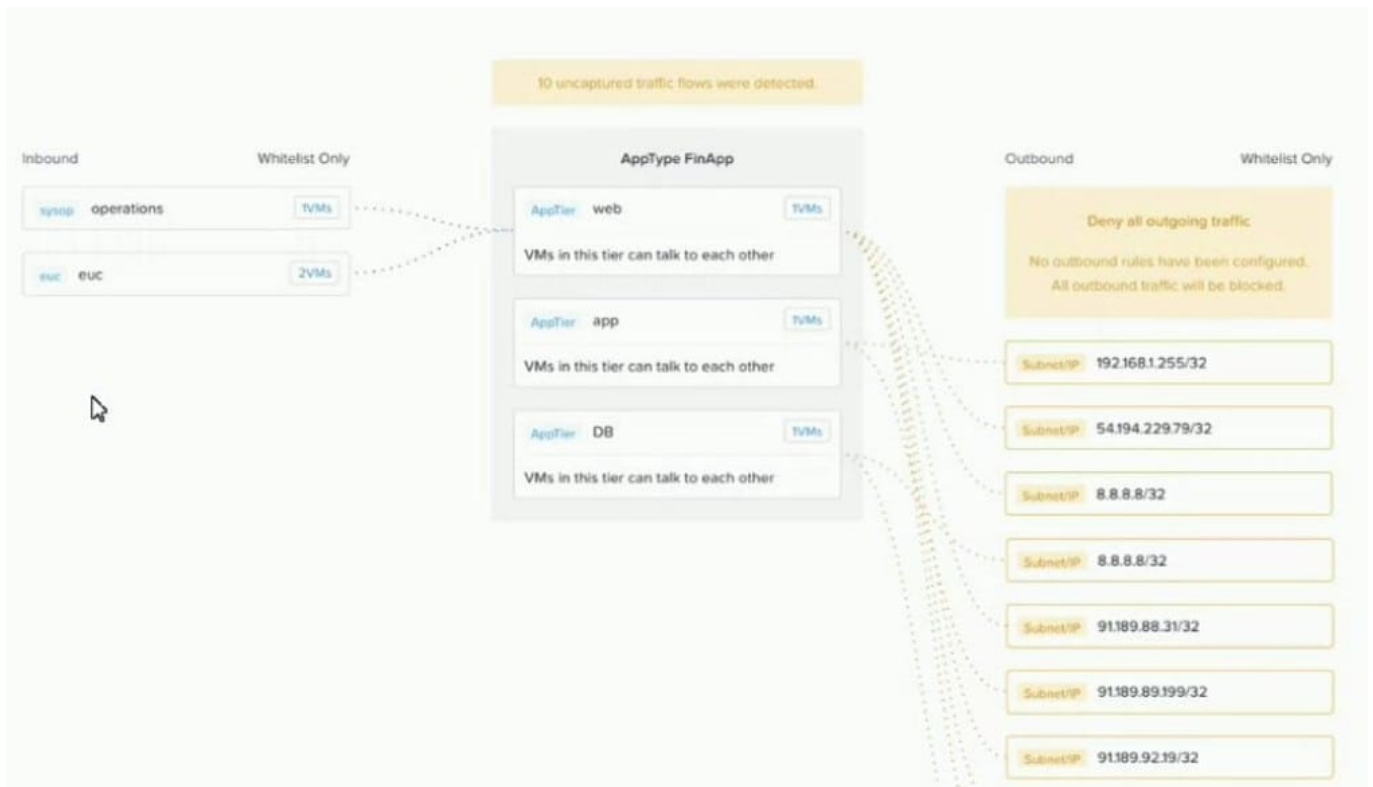 10 uncaptured traffic flows were detected.
Inbound
Whitelist Only
sysop operations 1VMs
euc euc 2VMs
AppType FinApp
AppTier web 1VMs
VMs in this tier can talk to each other
AppTier app 1VMs
VMs in this tier can talk to each other
AppTier DB 1VMs
VMs in this tier can talk to each other
Outbound
Whitelist Only
Deny all outgoing traffic
No outbound rules have been configured.
All outbound traffic will be blocked.
Subnet/IP 192.168.1.255/32
Subnet/IP 54.194.229.79/32
Subnet/IP 8.8.8.8/32
Subnet/IP 8.8.8.8/32
Subnet/IP 91.189.88.31/32
Subnet/IP 91.189.89.199/32
Subnet/IP 91.189.92.19/32